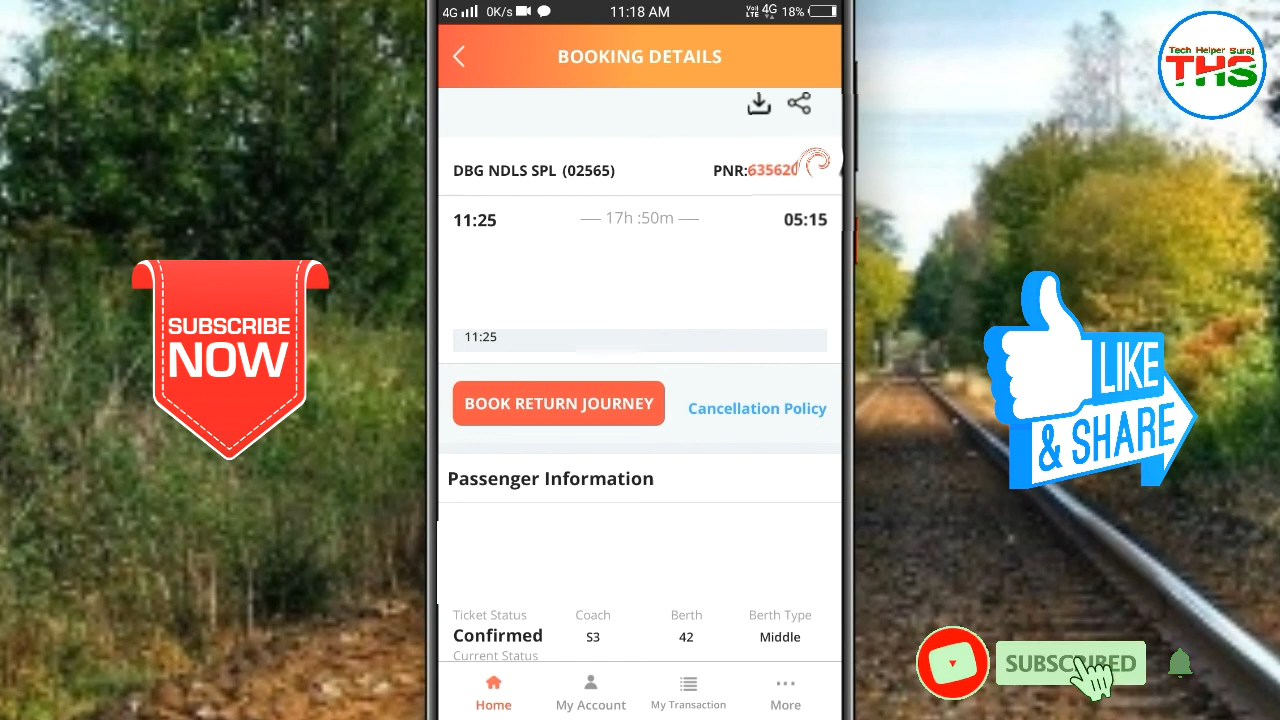 4G 0K/s 11:18 AM VoLTE 4G 18%
BOOKING DETAILS
Tech Helper Suraj
THS
DBG NDLS SPL (02565) PNR:635620
11:25 17h :50m 05:15
11:25
SUBSCRIBE
NOW
LIKE
& SHARE
BOOK RETURN JOURNEY Cancellation Policy
Passenger Information
Ticket Status Coach Berth Berth Type
Confirmed S3 42 Middle
Current Status
SUBSCRIBED
Home My Account My Transaction More